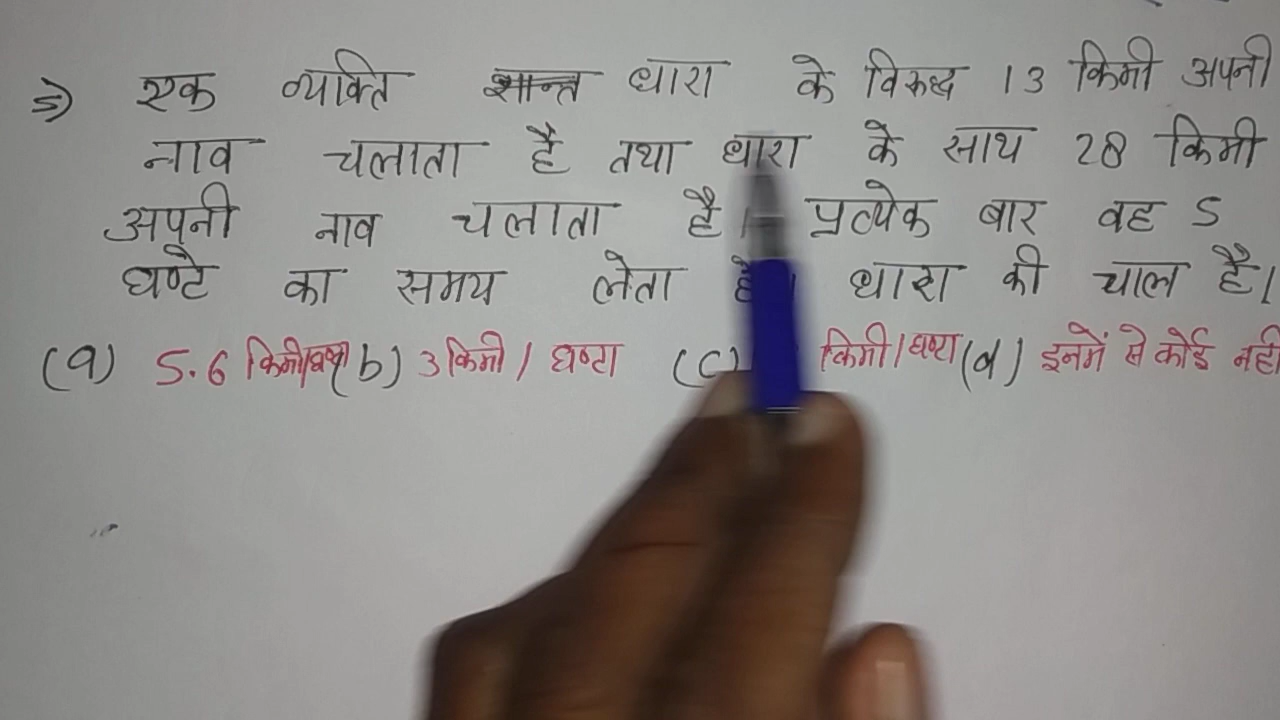 5) एक व्यक्ति धारा के विरुद्ध 13 किमी अपनी
नाव चलाता है तथा धारा के साथ 28 किमी
अपनी नाव चलाता है। प्रत्येक बार वह 5
घण्टे का समय लेता है। धारा की चाल है।
(a) 5.6 किमी/घण्टा (b) 3 किमी / घण्टा (c) किमी/घण्टा (d) इनमें से कोई नही